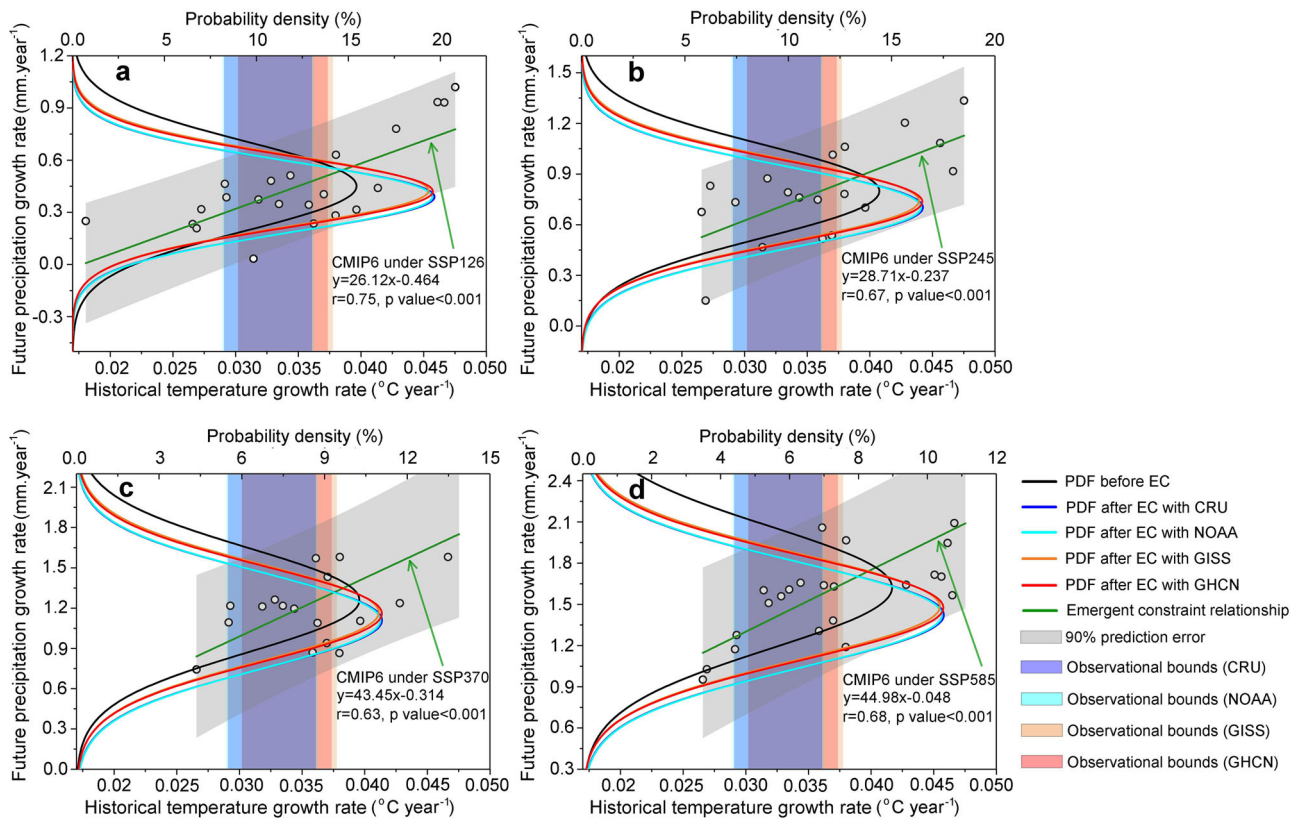 Probability density (%)
0.0 5 10 15 20
a
Future precipitation growth rate (mm.year-1)
1.2
0.9
0.6
0.3
0.0
-0.3
CMIP6 under SSP126
y=26.12x-0.464
r=0.75, p value<0.001
0.02 0.025 0.030 0.035 0.04 0.045 0.050
Historical temperature growth rate (°C year-1)
Probability density (%)
0.0 5 10 15 20
b
Future precipitation growth rate (mm.year-1)
1.5
1.2
0.9
0.6
0.3
0.0
CMIP6 under SSP245
y=28.71x-0.237
r=0.67, p value<0.001
0.02 0.025 0.030 0.035 0.04 0.045 0.050
Historical temperature growth rate (°C year-1)
Probability density (%)
0.0 3 6 9 12 15
c
Future precipitation growth rate (mm.year-1)
2.1
1.8
1.5
1.2
0.9
0.6
0.3
0.0
CMIP6 under SSP370
y=43.45x-0.314
r=0.63, p value<0.001
0.02 0.025 0.030 0.035 0.04 0.045 0.050
Historical temperature growth rate (°C year-1)
Probability density (%)
0.0 2 4 6 8 10 12
d
Future precipitation growth rate (mm.year-1)
2.4
2.1
1.8
1.5
1.2
0.9
0.6
0.3
CMIP6 under SSP585
y=44.98x-0.048
r=0.68, p value<0.001
0.02 0.025 0.030 0.035 0.04 0.045 0.050
Historical temperature growth rate (°C year-1)
PDF before EC
PDF after EC with CRU
PDF after EC with NOAA
PDF after EC with GISS
PDF after EC with GHCN
Emergent constraint relationship
90% prediction error
Observational bounds (CRU)
Observational bounds (NOAA)
Observational bounds (GISS)
Observational bounds (GHCN)